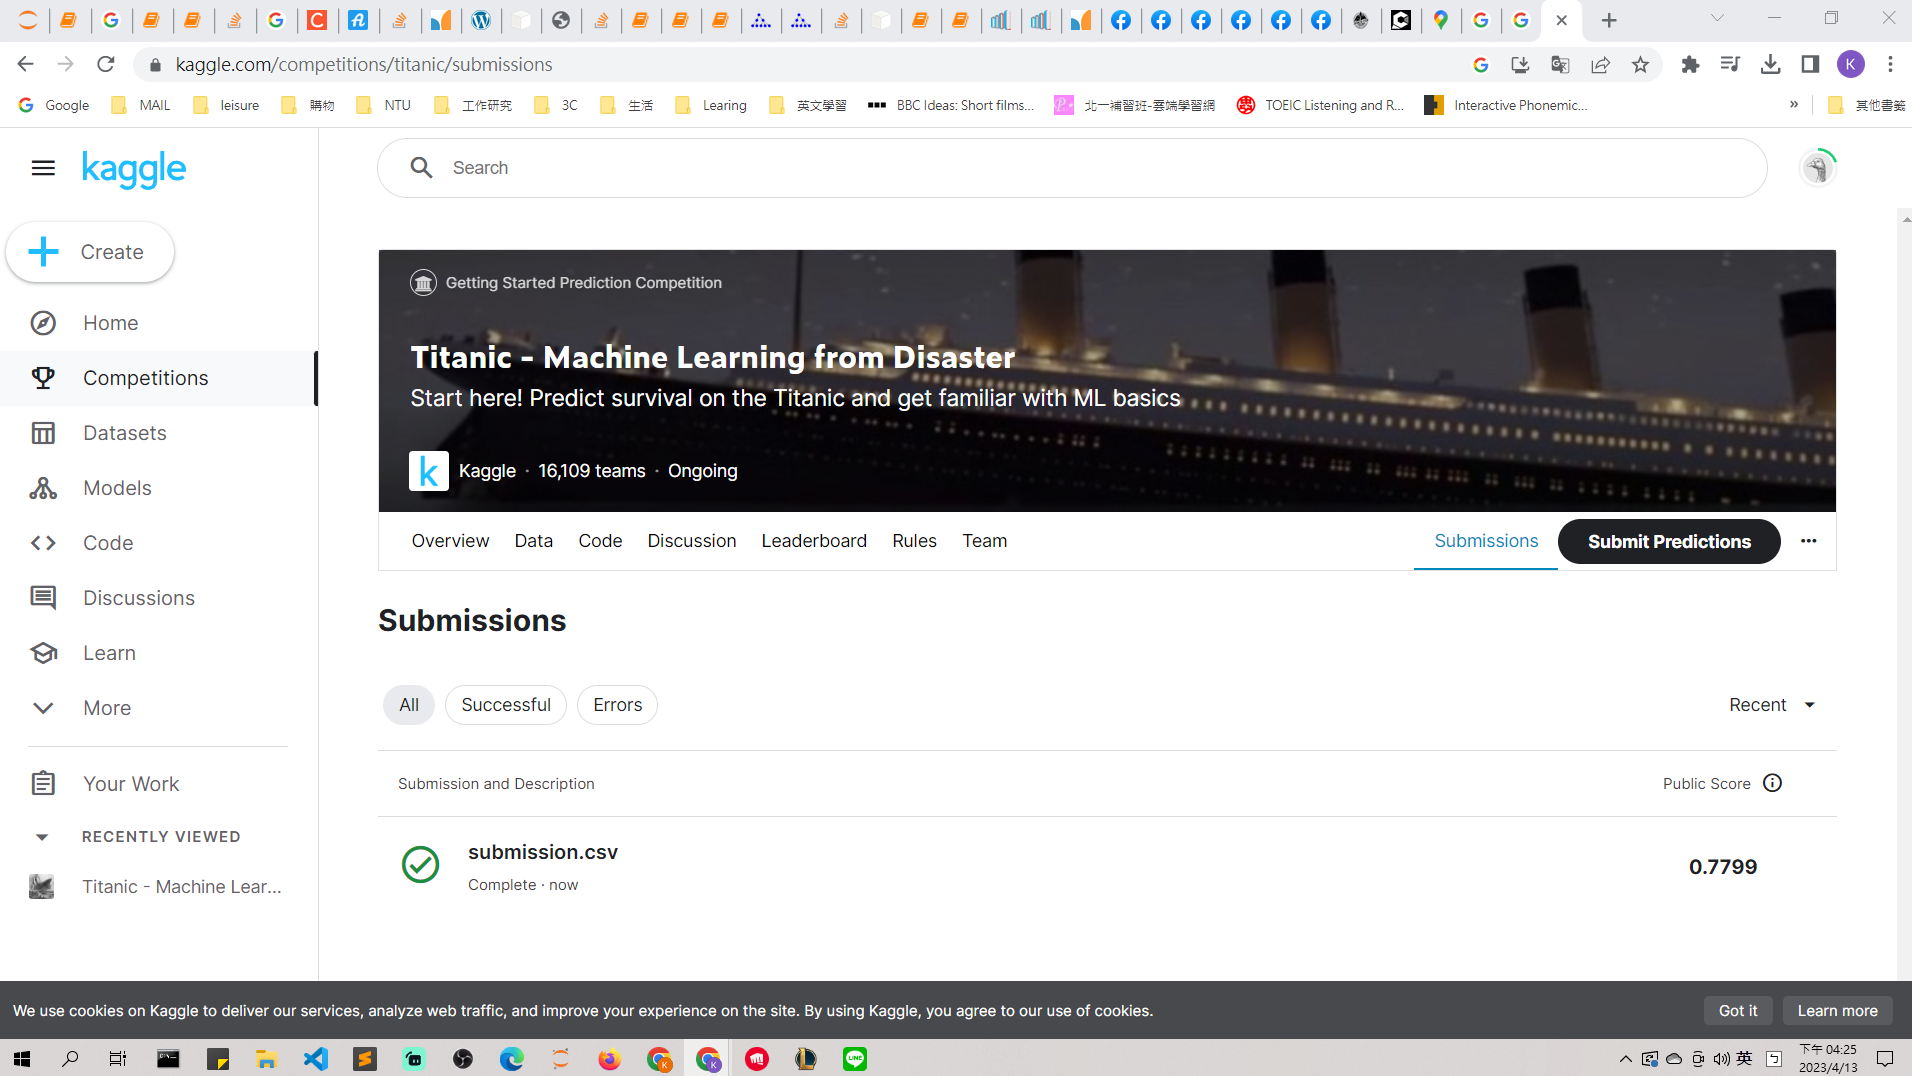 kaggle.com/competitions/titanic/submissions
K
Google MAIL leisure 購物 NTU 工作研究 3C 生活 Learing 英文學習 BBC Ideas: Short films... 北一補習班-雲端學習網 TOEIC Listening and R... Interactive Phonemic... » 其他書籤
kaggle
Search
Create
Home
Competitions
Datasets
Models
Code
Discussions
Learn
More
Your Work
RECENTLY VIEWED
Titanic - Machine Lear...
Getting Started Prediction Competition
Titanic - Machine Learning from Disaster
Start here! Predict survival on the Titanic and get familiar with ML basics
k Kaggle · 16,109 teams · Ongoing
Overview Data Code Discussion Leaderboard Rules Team Submissions Submit Predictions
Submissions
All Successful Errors Recent
Submission and Description Public Score
submission.csv
Complete · now
0.7799
We use cookies on Kaggle to deliver our services, analyze web traffic, and improve your experience on the site. By using Kaggle, you agree to our use of cookies. Got it Learn more
英 ㄅ 下午 04:25
2023/4/13